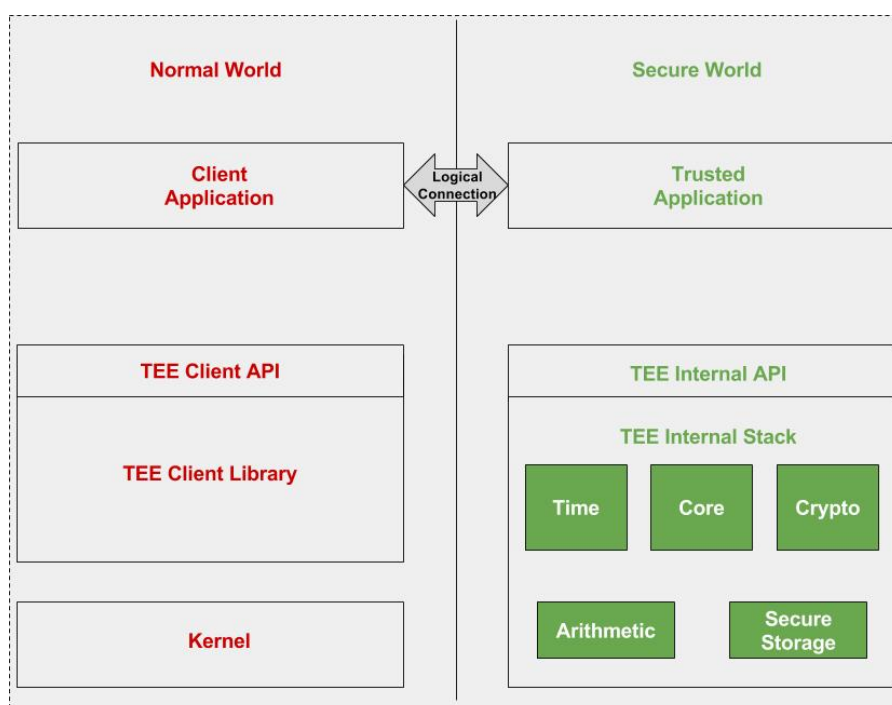 Normal World
Secure World
Client
Application
Logical
Connection
Trusted
Application
TEE Client API
TEE Client Library
Kernel
TEE Internal API
TEE Internal Stack
Time
Core
Crypto
Arithmetic
Secure
Storage